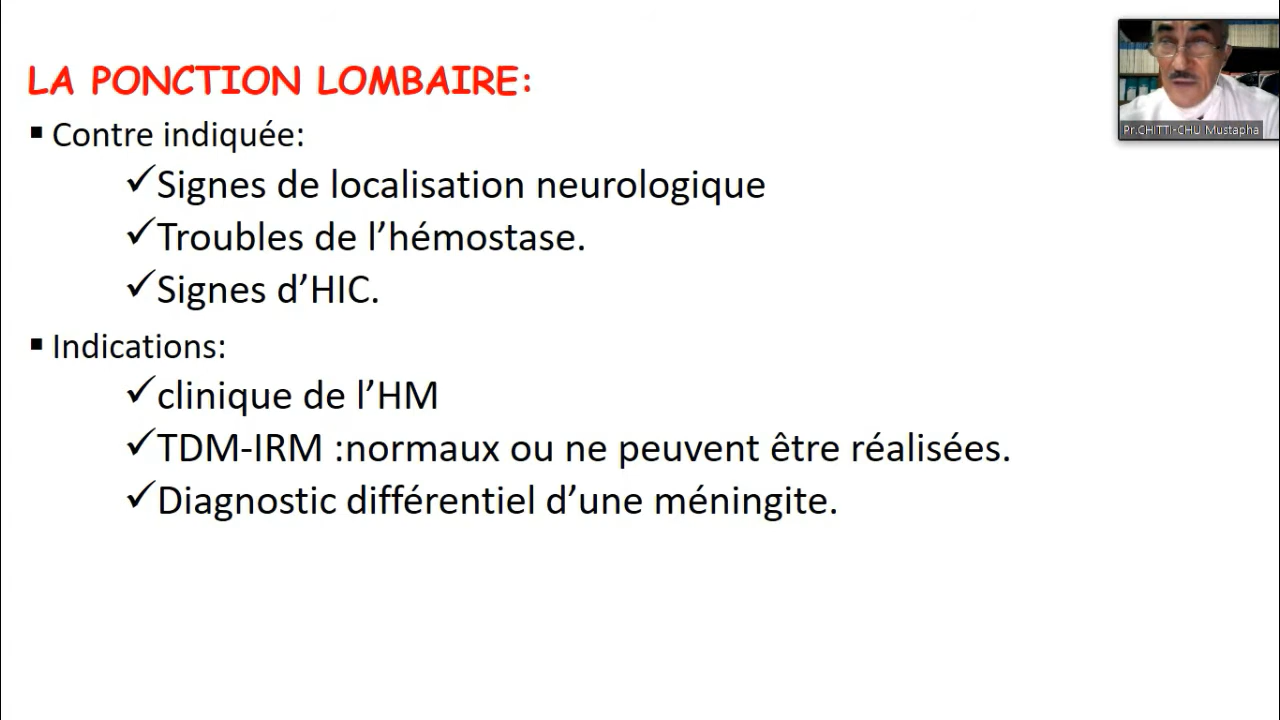 LA PONCTION LOMBAIRE:
▪ Contre indiquée:
✓Signes de localisation neurologique
✓Troubles de l’hémostase.
✓Signes d’HIC.
▪ Indications:
✓clinique de l’HM
✓TDM-IRM :normaux ou ne peuvent être réalisées.
✓Diagnostic différentiel d’une méningite.
Pr.CHITTI-CHU Mustapha